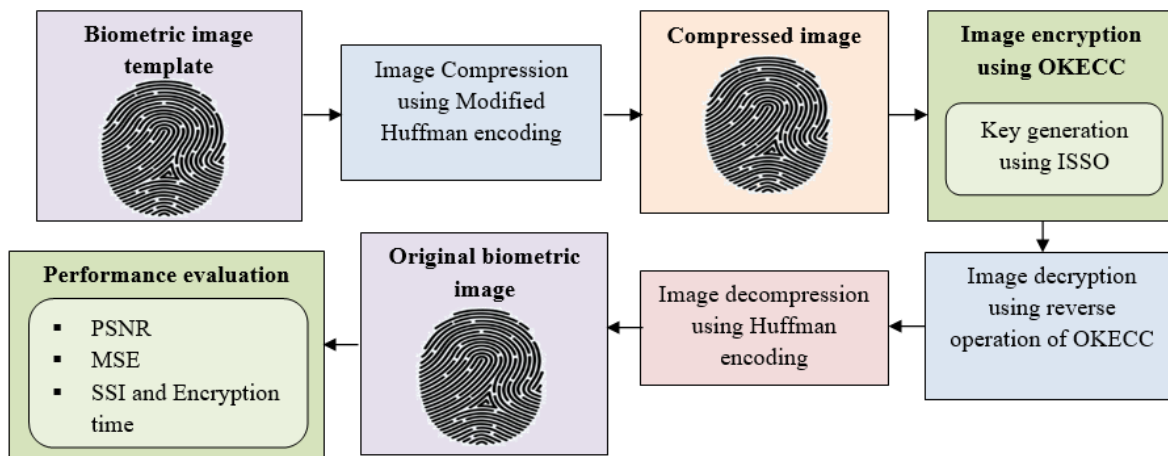 Biometric image
template
Image Compression
using Modified
Huffman encoding
Compressed image
Image encryption
using OKECC
Key generation
using ISSO
Image decryption
using reverse
operation of OKECC
Image decompression
using Huffman
encoding
Original biometric
image
Performance evaluation
▪ PSNR
▪ MSE
▪ SSI and Encryption
time